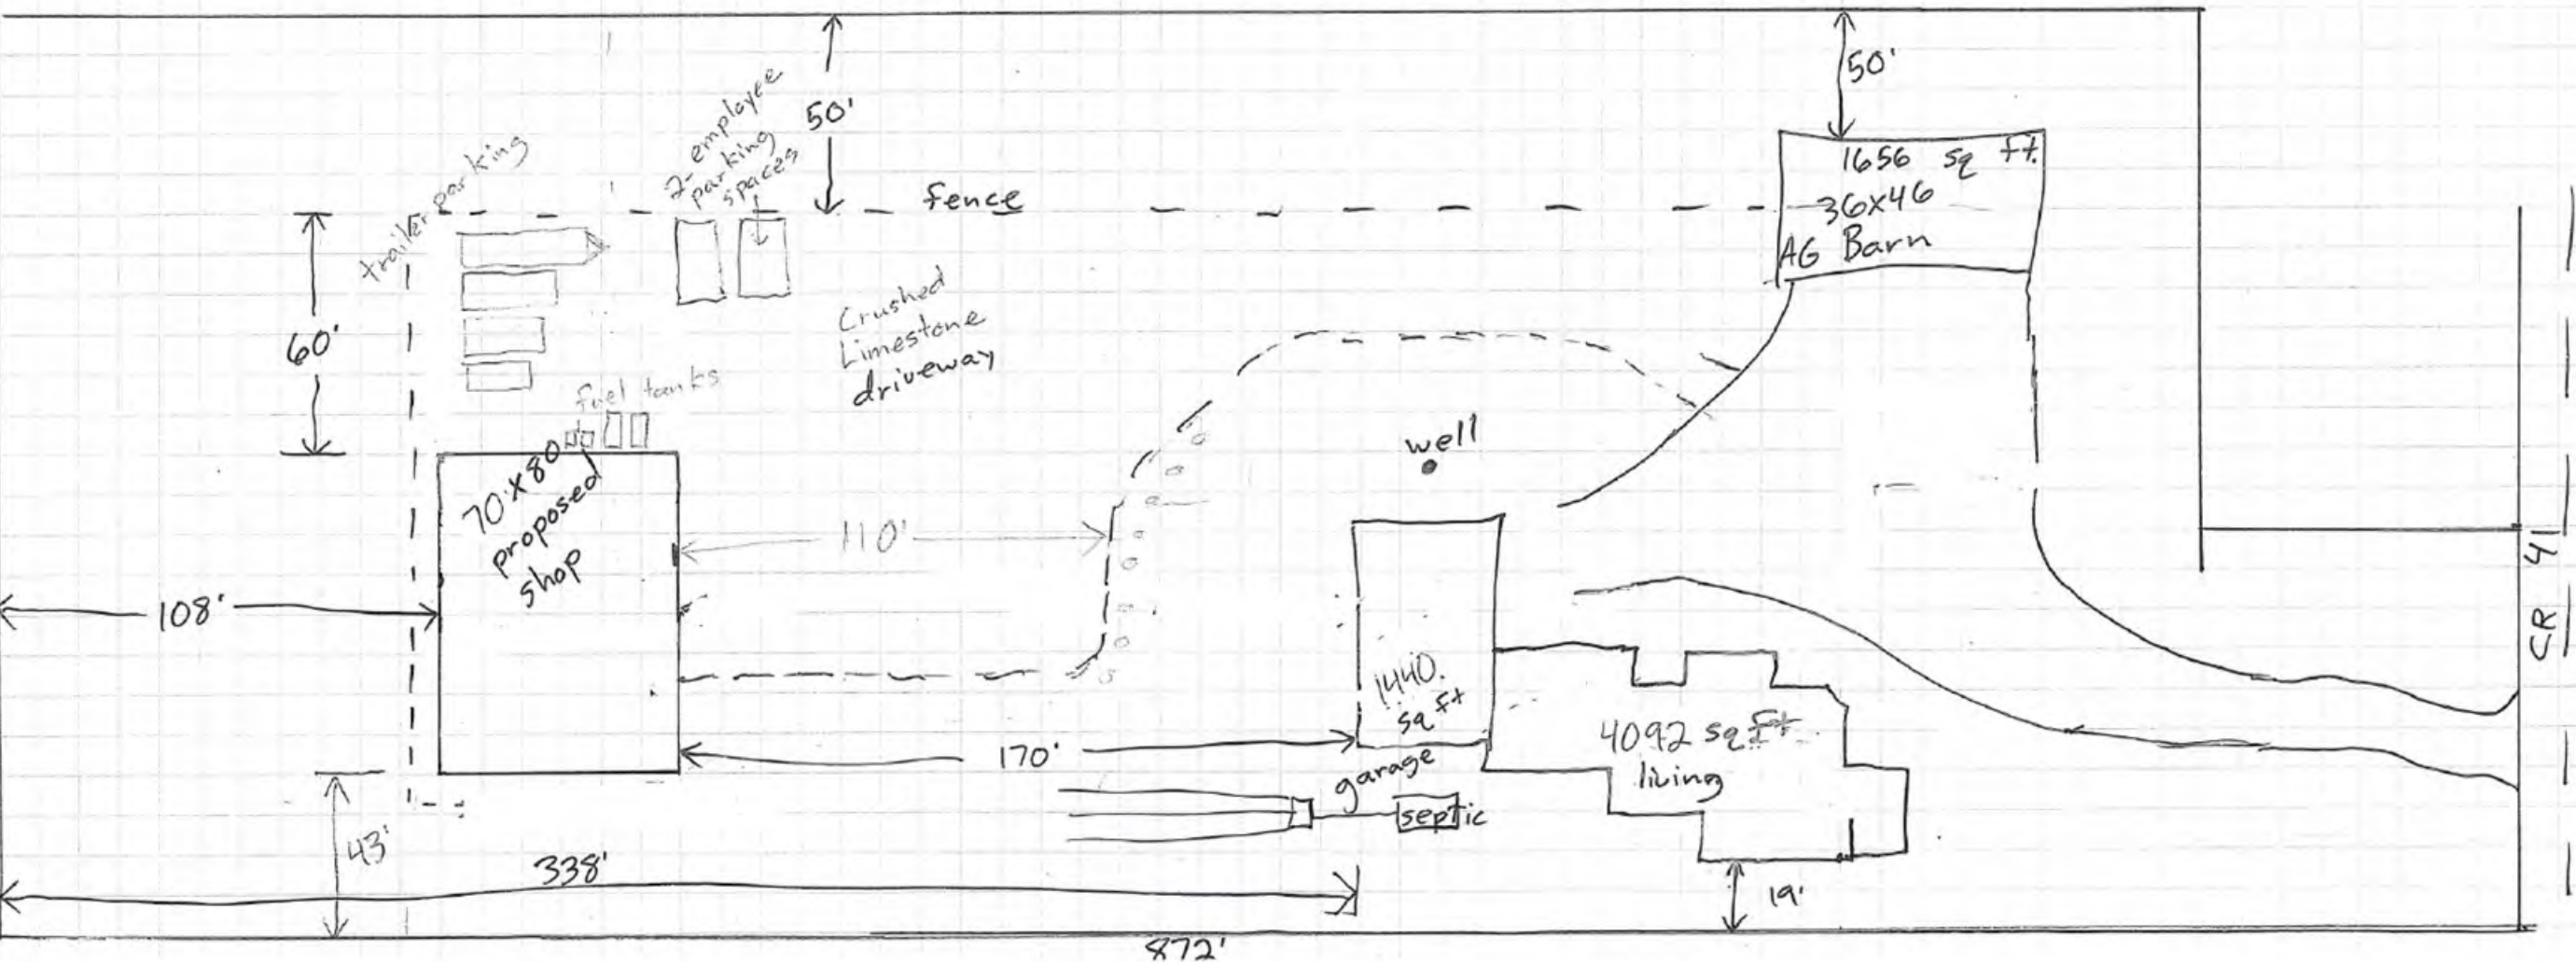 50'
50'
2-employee
parking
spaces
trailer parking
fence
1656 sq ft.
36x46
AG Barn
60'
Crushed
Limestone
driveway
fuel tanks
well
70'x80
proposed
shop
110'
108'
CR 41
1440.
sq ft
garage
4092 sq ft
living
170'
septic
43'
338'
19'
872'